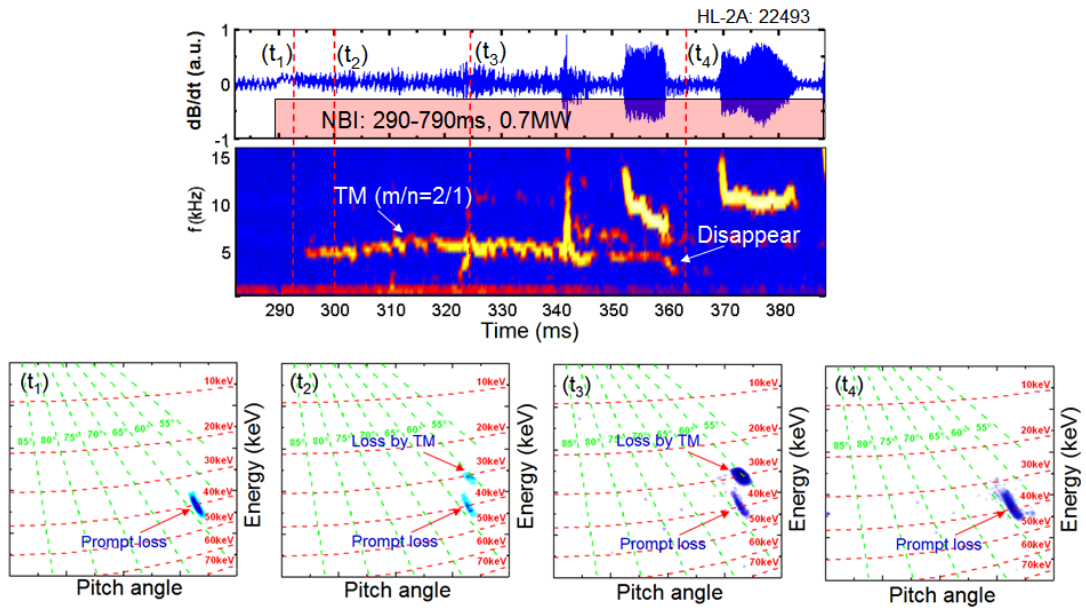 HL-2A: 22493
dB/dt (a.u.)
1
0
-1
(t1) (t2) (t3) (t4)
NBI: 290-790ms, 0.7MW
f(kHz)
15
10
5
TM (m/n=2/1)
Disappear
290 300 310 320 330 340 350 360 370 380
Time (ms)
(t1)
10keV
20keV
30keV
40keV
50keV
60keV
70keV
85° 80° 75° 70° 65° 60° 55°
Prompt loss
Pitch angle
Energy (keV)
(t2)
10keV
20keV
30keV
40keV
50keV
60keV
70keV
85° 80° 75° 70° 65° 60° 55°
Loss by TM
Prompt loss
Pitch angle
Energy (keV)
(t3)
10keV
20keV
30keV
40keV
50keV
60keV
70keV
85° 80° 75° 70° 65° 60° 55°
Loss by TM
Prompt loss
Pitch angle
Energy (keV)
(t4)
10keV
20keV
30keV
40keV
50keV
60keV
70keV
85° 80° 75° 70° 65° 60° 55°
Prompt loss
Pitch angle
Energy (keV)